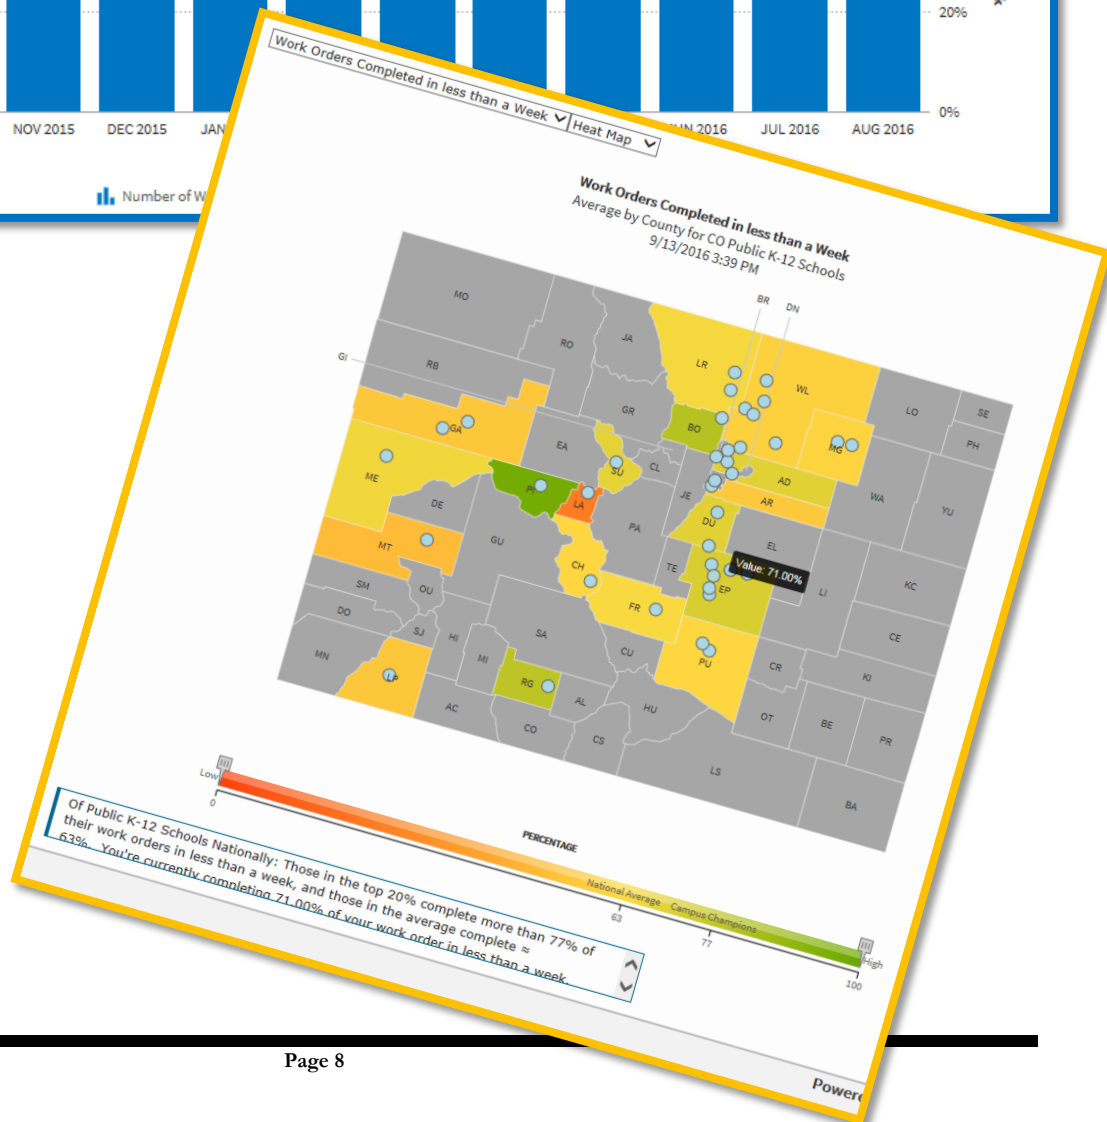 20%
0%
NOV 2015 DEC 2015 JAN UN 2016 JUL 2016 AUG 2016
Number of W
Work Orders Completed in less than a Week Heat Map
Work Orders Completed in less than a Week
Average by County for CO Public K-12 Schools
9/13/2016 3:39 PM
BR DN
MO
RO
JA
LR
WL
LO
SE
GI
RB
GR
BO
MG
PH
GA
EA
SU
CL
JE
AD
WA
YU
ME
DE
PI
LA
PA
AR
DU
EL
MT
GU
CH
TE
Value: 71.00%
EP
LI
KC
SM
OU
FR
CE
DO
SJ
HI
SA
CU
PU
CR
KI
MN
LP
MI
RG
AL
HU
OT
BE
PR
AC
CO
CS
LS
BA
Low
0
PERCENTAGE
National Average Campus Champions
63
77
High
100
Of Public K-12 Schools Nationally: Those in the top 20% complete more than 77% of
their work orders in less than a week, and those in the average complete ≈
63%. You're currently completing 71.00% of your work order in less than a week.
Page 8
Powere